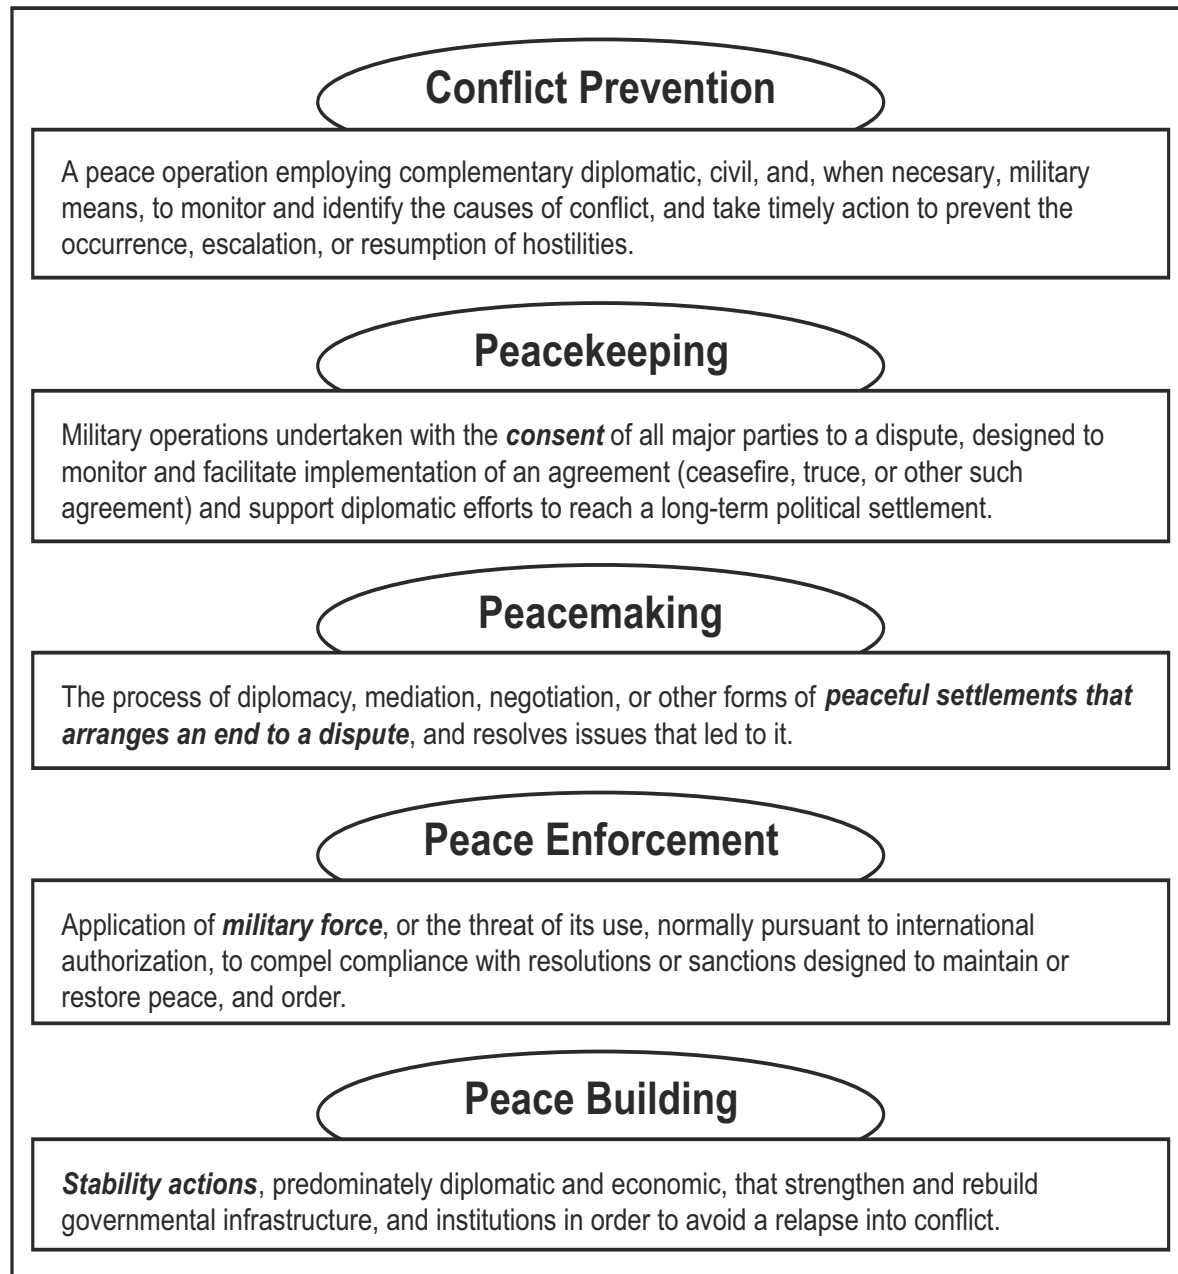 Conflict Prevention
A peace operation employing complementary diplomatic, civil, and, when necesary, military
means, to monitor and identify the causes of conflict, and take timely action to prevent the
occurrence, escalation, or resumption of hostilities.
Peacekeeping
Military operations undertaken with the consent of all major parties to a dispute, designed to
monitor and facilitate implementation of an agreement (ceasefire, truce, or other such
agreement) and support diplomatic efforts to reach a long-term political settlement.
Peacemaking
The process of diplomacy, mediation, negotiation, or other forms of peaceful settlements that
arranges an end to a dispute, and resolves issues that led to it.
Peace Enforcement
Application of military force, or the threat of its use, normally pursuant to international
authorization, to compel compliance with resolutions or sanctions designed to maintain or
restore peace, and order.
Peace Building
Stability actions, predominately diplomatic and economic, that strengthen and rebuild
governmental infrastructure, and institutions in order to avoid a relapse into conflict.